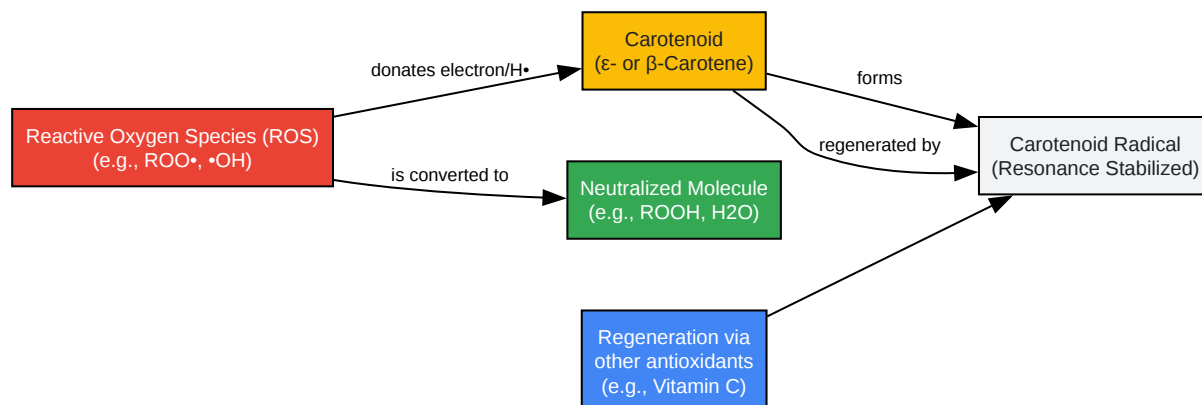 Carotenoid
(ε- or β-Carotene)
donates electron/H•
forms
Reactive Oxygen Species (ROS)
(e.g., ROO•, •OH)
regenerated by
Carotenoid Radical
(Resonance Stabilized)
is converted to
Neutralized Molecule
(e.g., ROOH, H2O)
Regeneration via
other antioxidants
(e.g., Vitamin C)